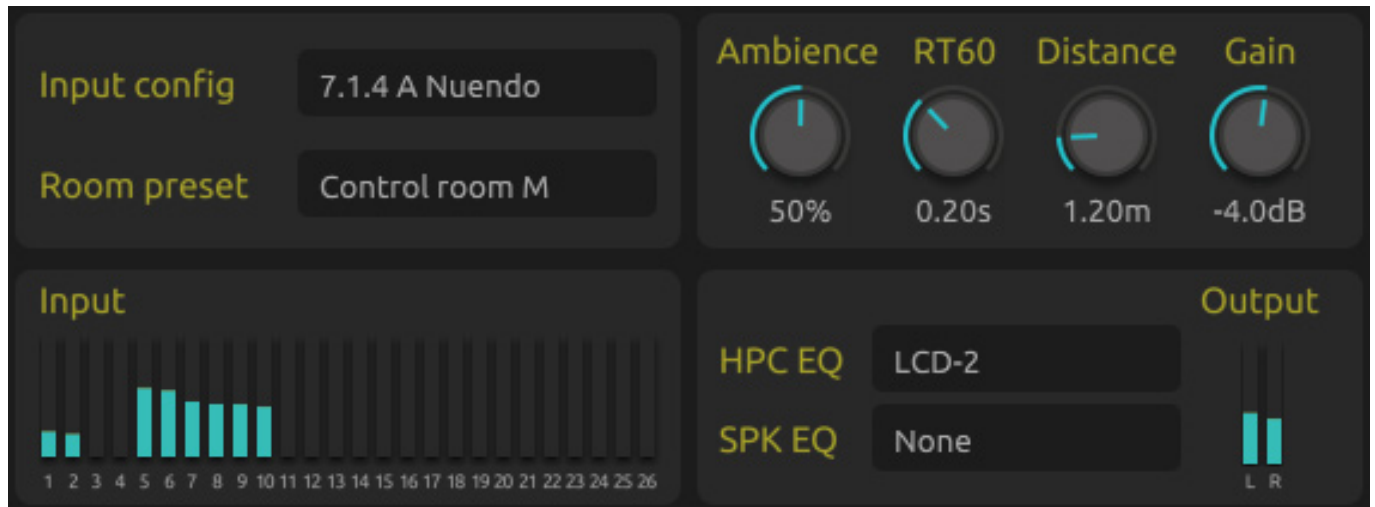 Input config 7.1.4 A Nuendo
Room preset Control room M
Ambience RT60 Distance Gain
50% 0.20s 1.20m -4.0dB
Input
1 2 3 4 5 6 7 8 9 10 11 12 13 14 15 16 17 18 19 20 21 22 23 24 25 26
Output
HPC EQ LCD-2
SPK EQ None
L R